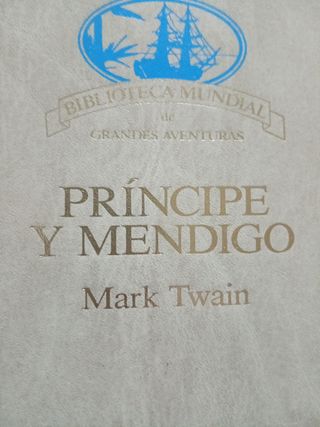 BIBLIOTECA MUNDIAL
de
GRANDES AVENTURAS
PRÍNCIPE
Y MENDIGO
Mark Twain